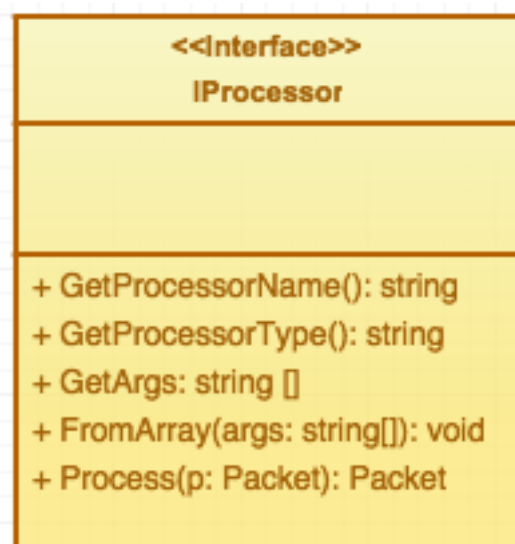 <<Interface>>
IProcessor
+ GetProcessorName(): string
+ GetProcessorType(): string
+ GetArgs: string []
+ FromArray(args: string[]): void
+ Process(p: Packet): Packet